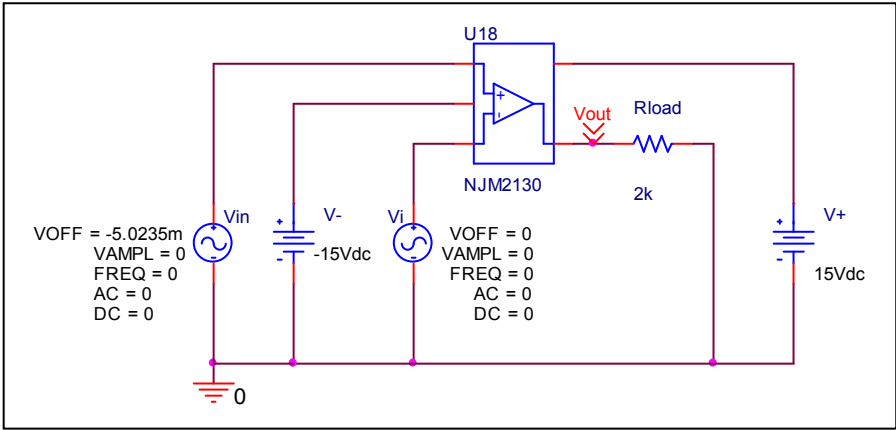 U18
+
-
NJM2130
Vout
Rload
2k
Vin
+
-
VOFF = -5.0235m
VAMPL = 0
FREQ = 0
AC = 0
DC = 0
V-
+
-
-15Vdc
Vi
+
-
VOFF = 0
VAMPL = 0
FREQ = 0
AC = 0
DC = 0
V+
+
-
15Vdc
0